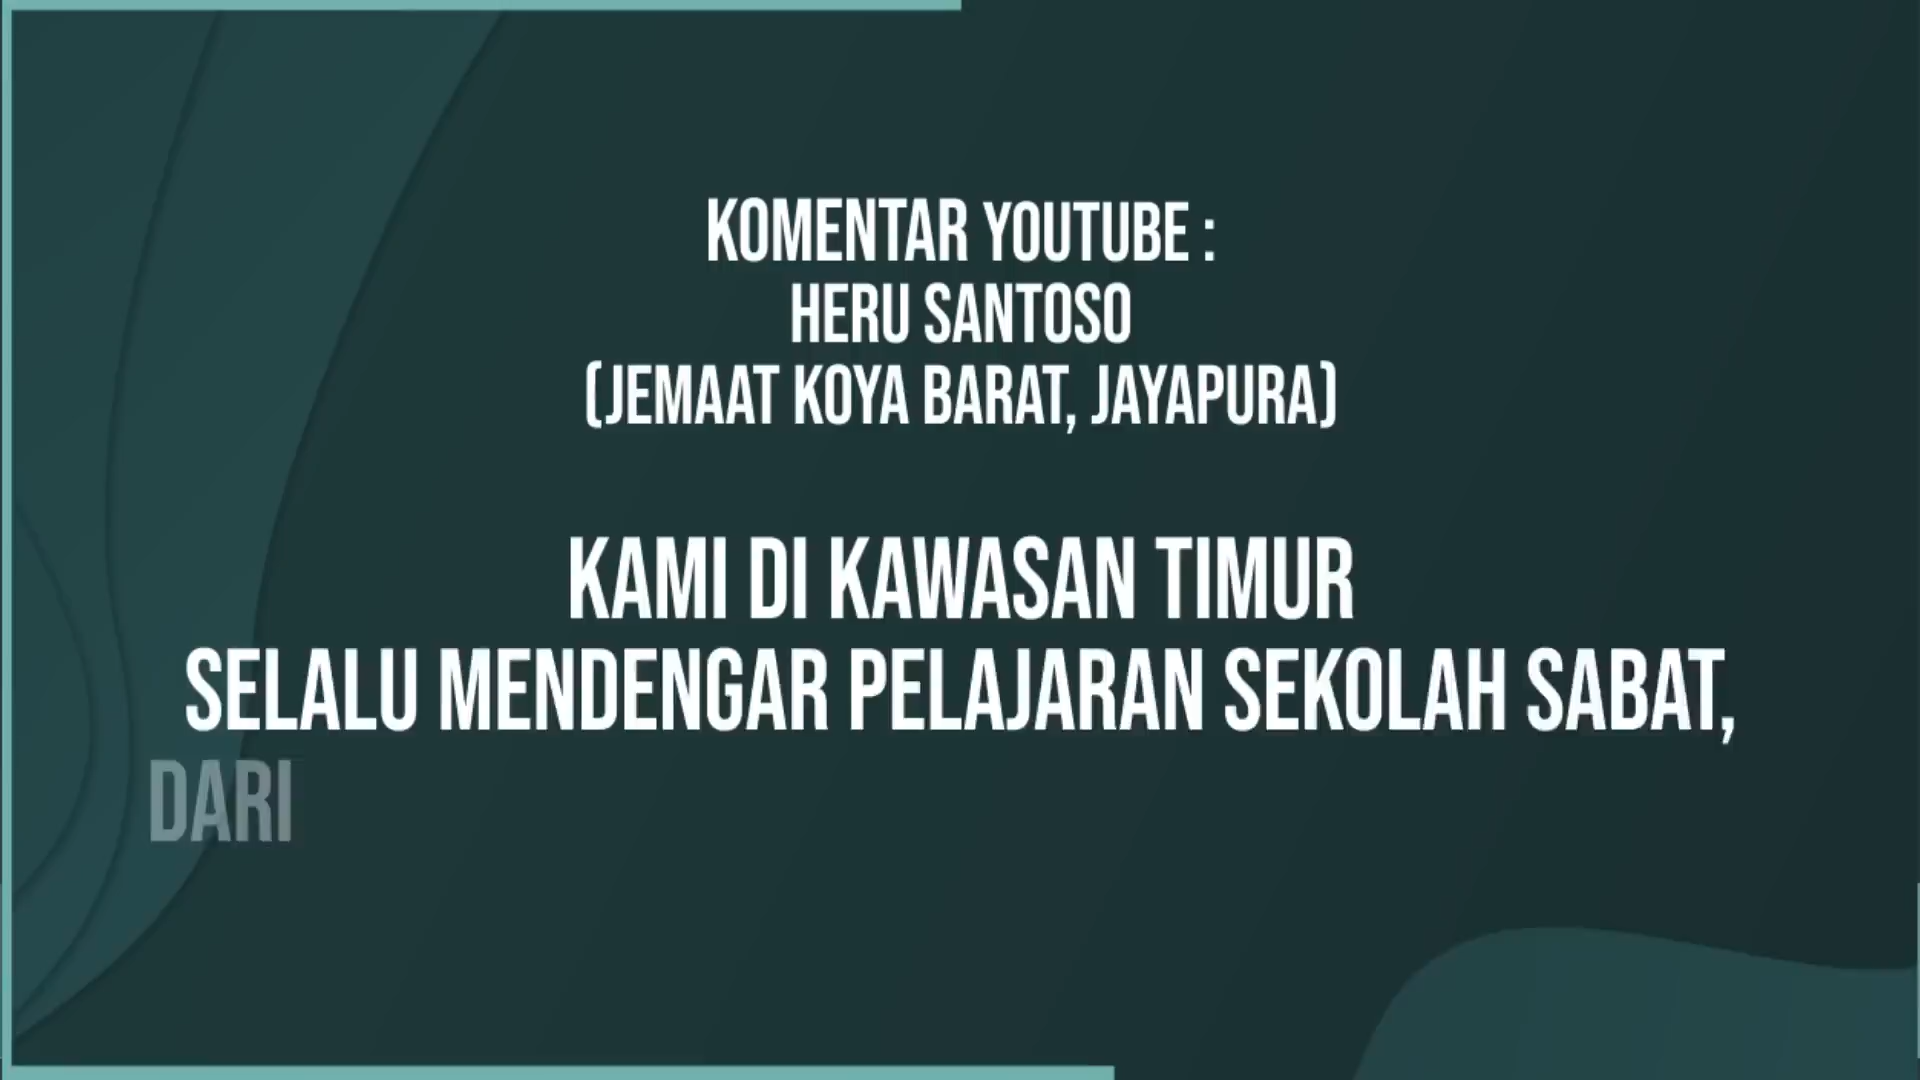 KOMENTAR YOUTUBE :
HERU SANTOSO
(JEMAAT KOYA BARAT, JAYAPURA)
KAMI DI KAWASAN TIMUR
SELALU MENDENGAR PELAJARAN SEKOLAH SABAT,
DARI